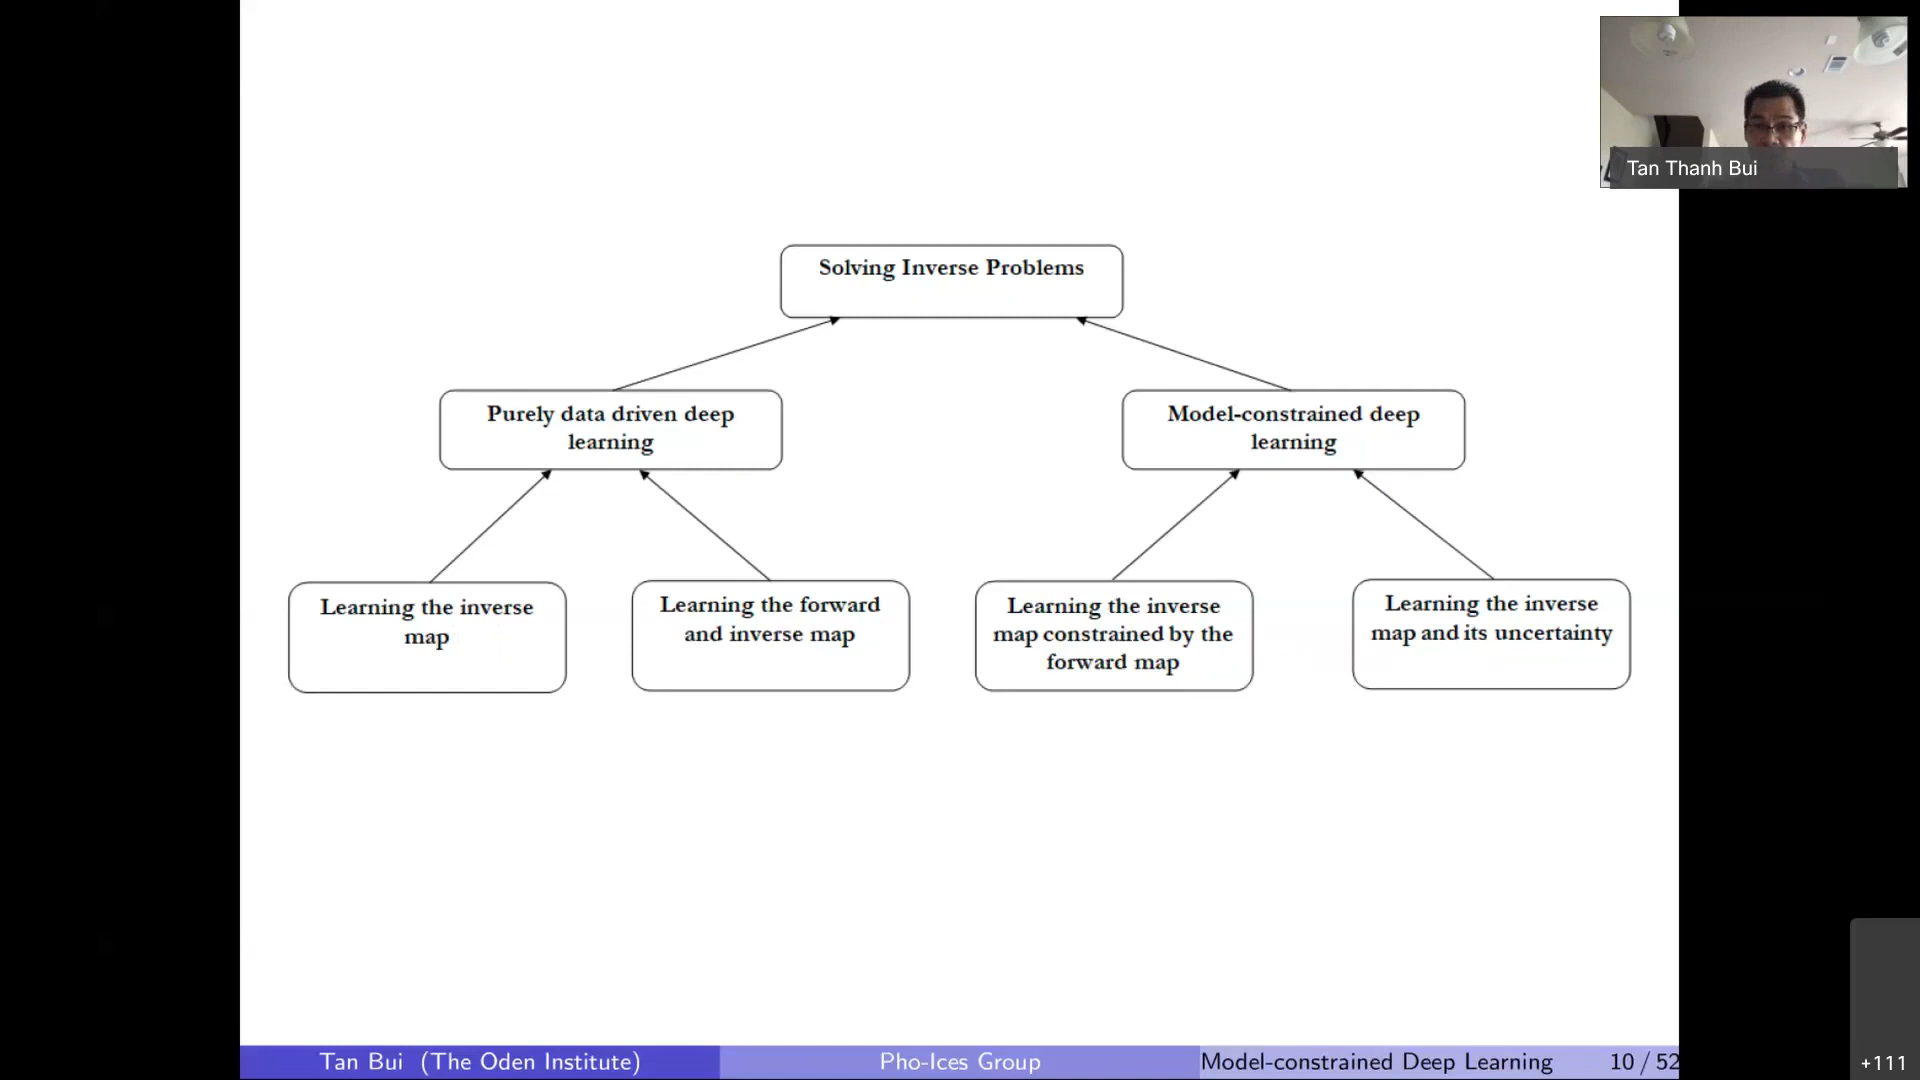 Tan Thanh Bui
Solving Inverse Problems
Purely data driven deep
learning
Model-constrained deep
learning
Learning the inverse
map
Learning the forward
and inverse map
Learning the inverse
map constrained by the
forward map
Learning the inverse
map and its uncertainty
Tan Bui (The Oden Institute)
Pho-Ices Group
Model-constrained Deep Learning
10 / 52
+111